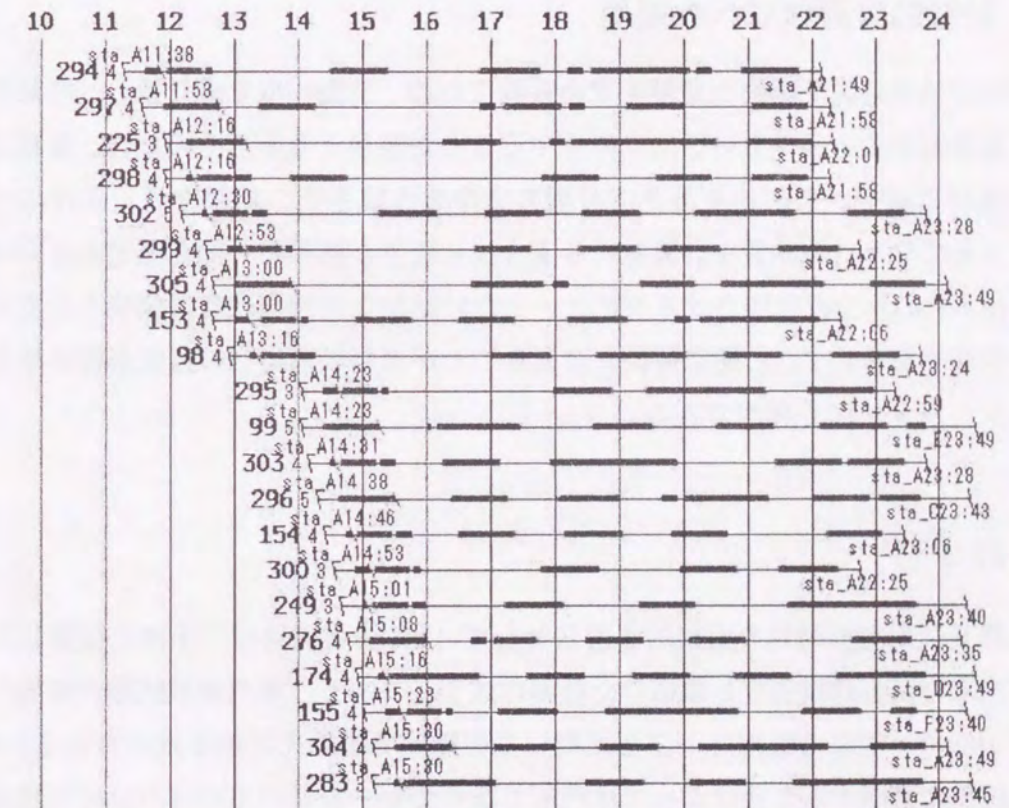 10 11 12 13 14 15 16 17 18 19 20 21 22 23 24
sta_A11:38
294 4
sta_A21:49
sta_A11:53
297 4
sta_A21:58
sta_A12:16
225 3
sta_A22:01
sta_A12:16
298 4
sta_A21:58
sta_A12:30
302 5
sta_A23:28
sta_A12:53
299 4
sta_A22:25
sta_A13:00
305 4
sta_A23:49
sta_A13:00
153 4
sta_A22:06
sta_A13:16
98 4
sta_A23:24
sta_A14:23
295 3
sta_A22:59
sta_A14:23
99 5
sta_E23:49
sta_A14:31
303 4
sta_A23:28
sta_A14:38
296 5
sta_C23:43
sta_A14:46
154 4
sta_A23:06
sta_A14:53
300 3
sta_A22:25
sta_A15:01
249 3
sta_A23:40
sta_A15:08
276 4
sta_A23:35
sta_A15:16
174 4
sta_D23:49
sta_A15:23
155 4
sta_F23:40
sta_A15:30
304 4
sta_A23:49
sta_A15:30
283 5
sta_A23:45